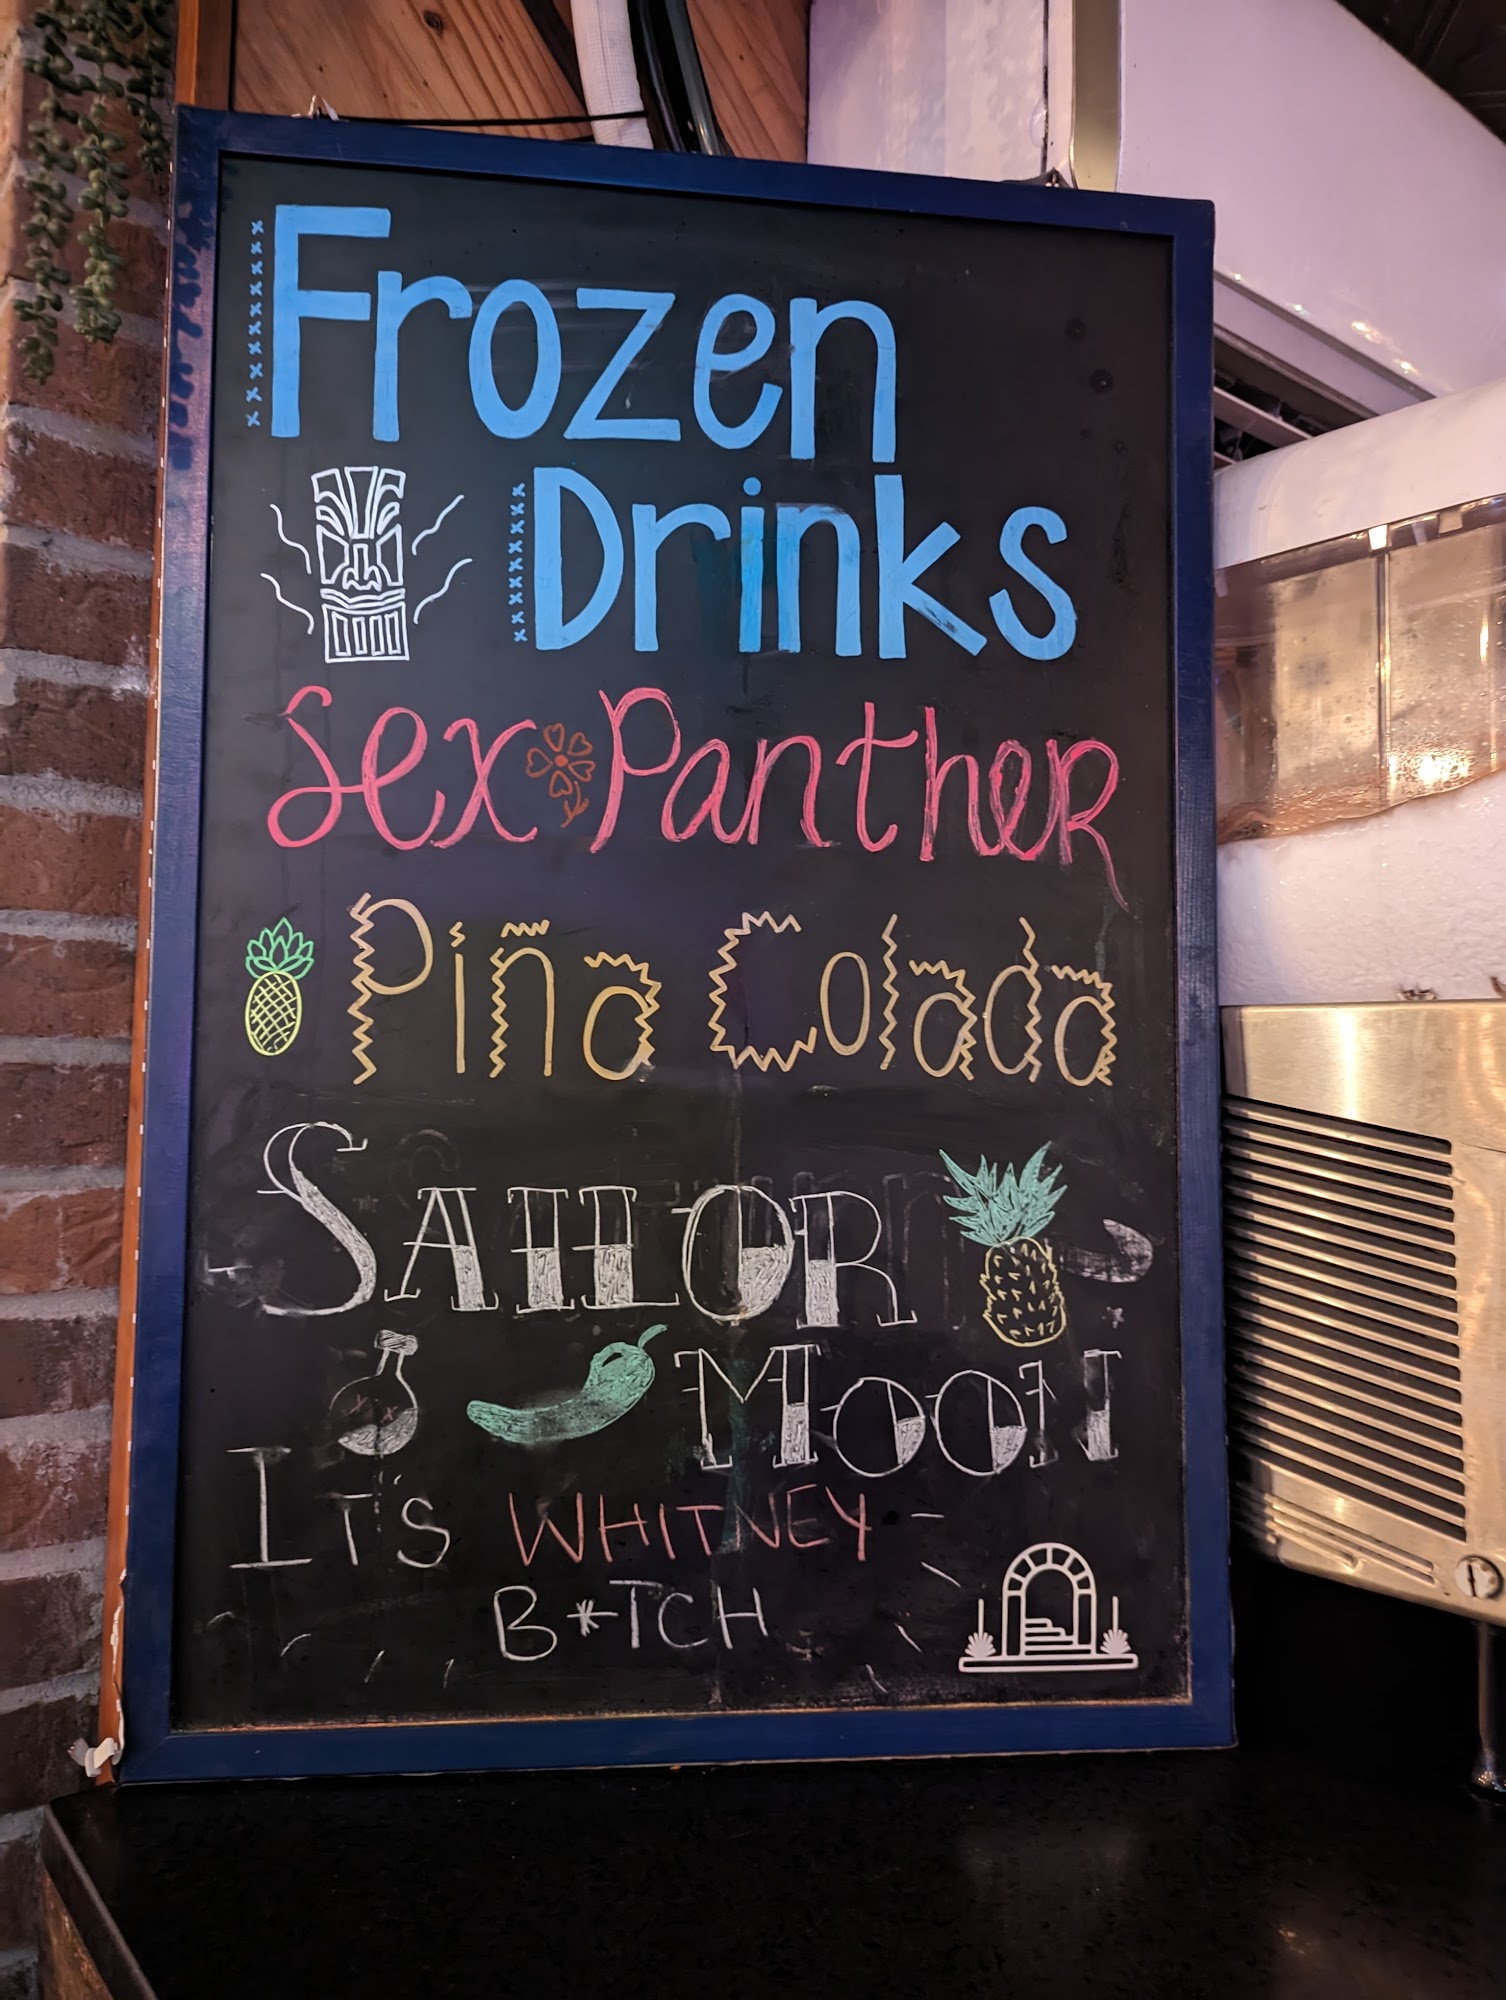 Frozen
Drinks
Sex Panther
Piña Colada
SAILOR
MOON
IT'S WHITNEY
B*TCH